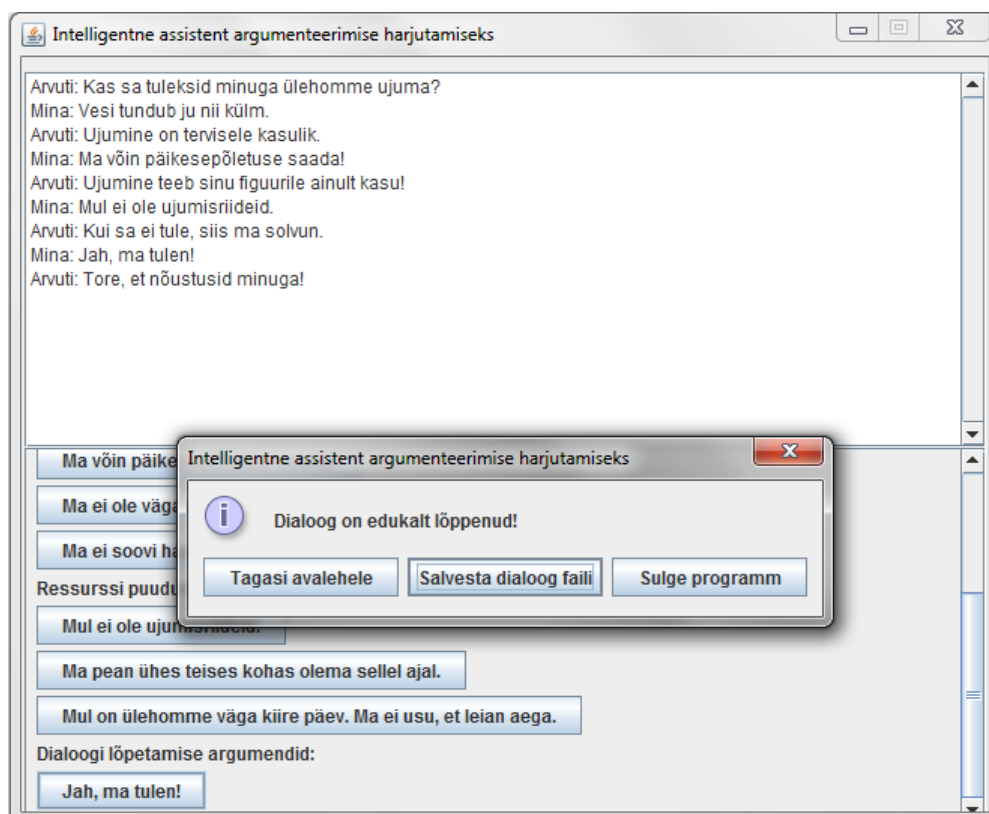 Intelligentne assistent argumenteerimise harjutamiseks
Arvuti: Kas sa tuleksid minuga ülehomme ujuma?
Mina: Vesi tundub ju nii külm.
Arvuti: Ujumine on tervisele kasulik.
Mina: Ma võin päikesepõletuse saada!
Arvuti: Ujumine teeb sinu figuurile ainult kasu!
Mina: Mul ei ole ujumisriideid.
Arvuti: Kui sa ei tule, siis ma solvun.
Mina: Jah, ma tulen!
Arvuti: Tore, et nõustusid minuga!
Ma võin päike
Intelligentne assistent argumenteerimise harjutamiseks
Ma ei ole väga
Dialoog on edukalt lõppenud!
Ma ei soovi ha
Tagasi avalehele
Salvesta dialoog faili
Sulge programm
Ressurssi puudu
Mul ei ole ujumisriideid.
Ma pean ühes teises kohas olema sellel ajal.
Mul on ülehomme väga kiire päev. Ma ei usu, et leian aega.
Dialoogi lõpetamise argumendid:
Jah, ma tulen!